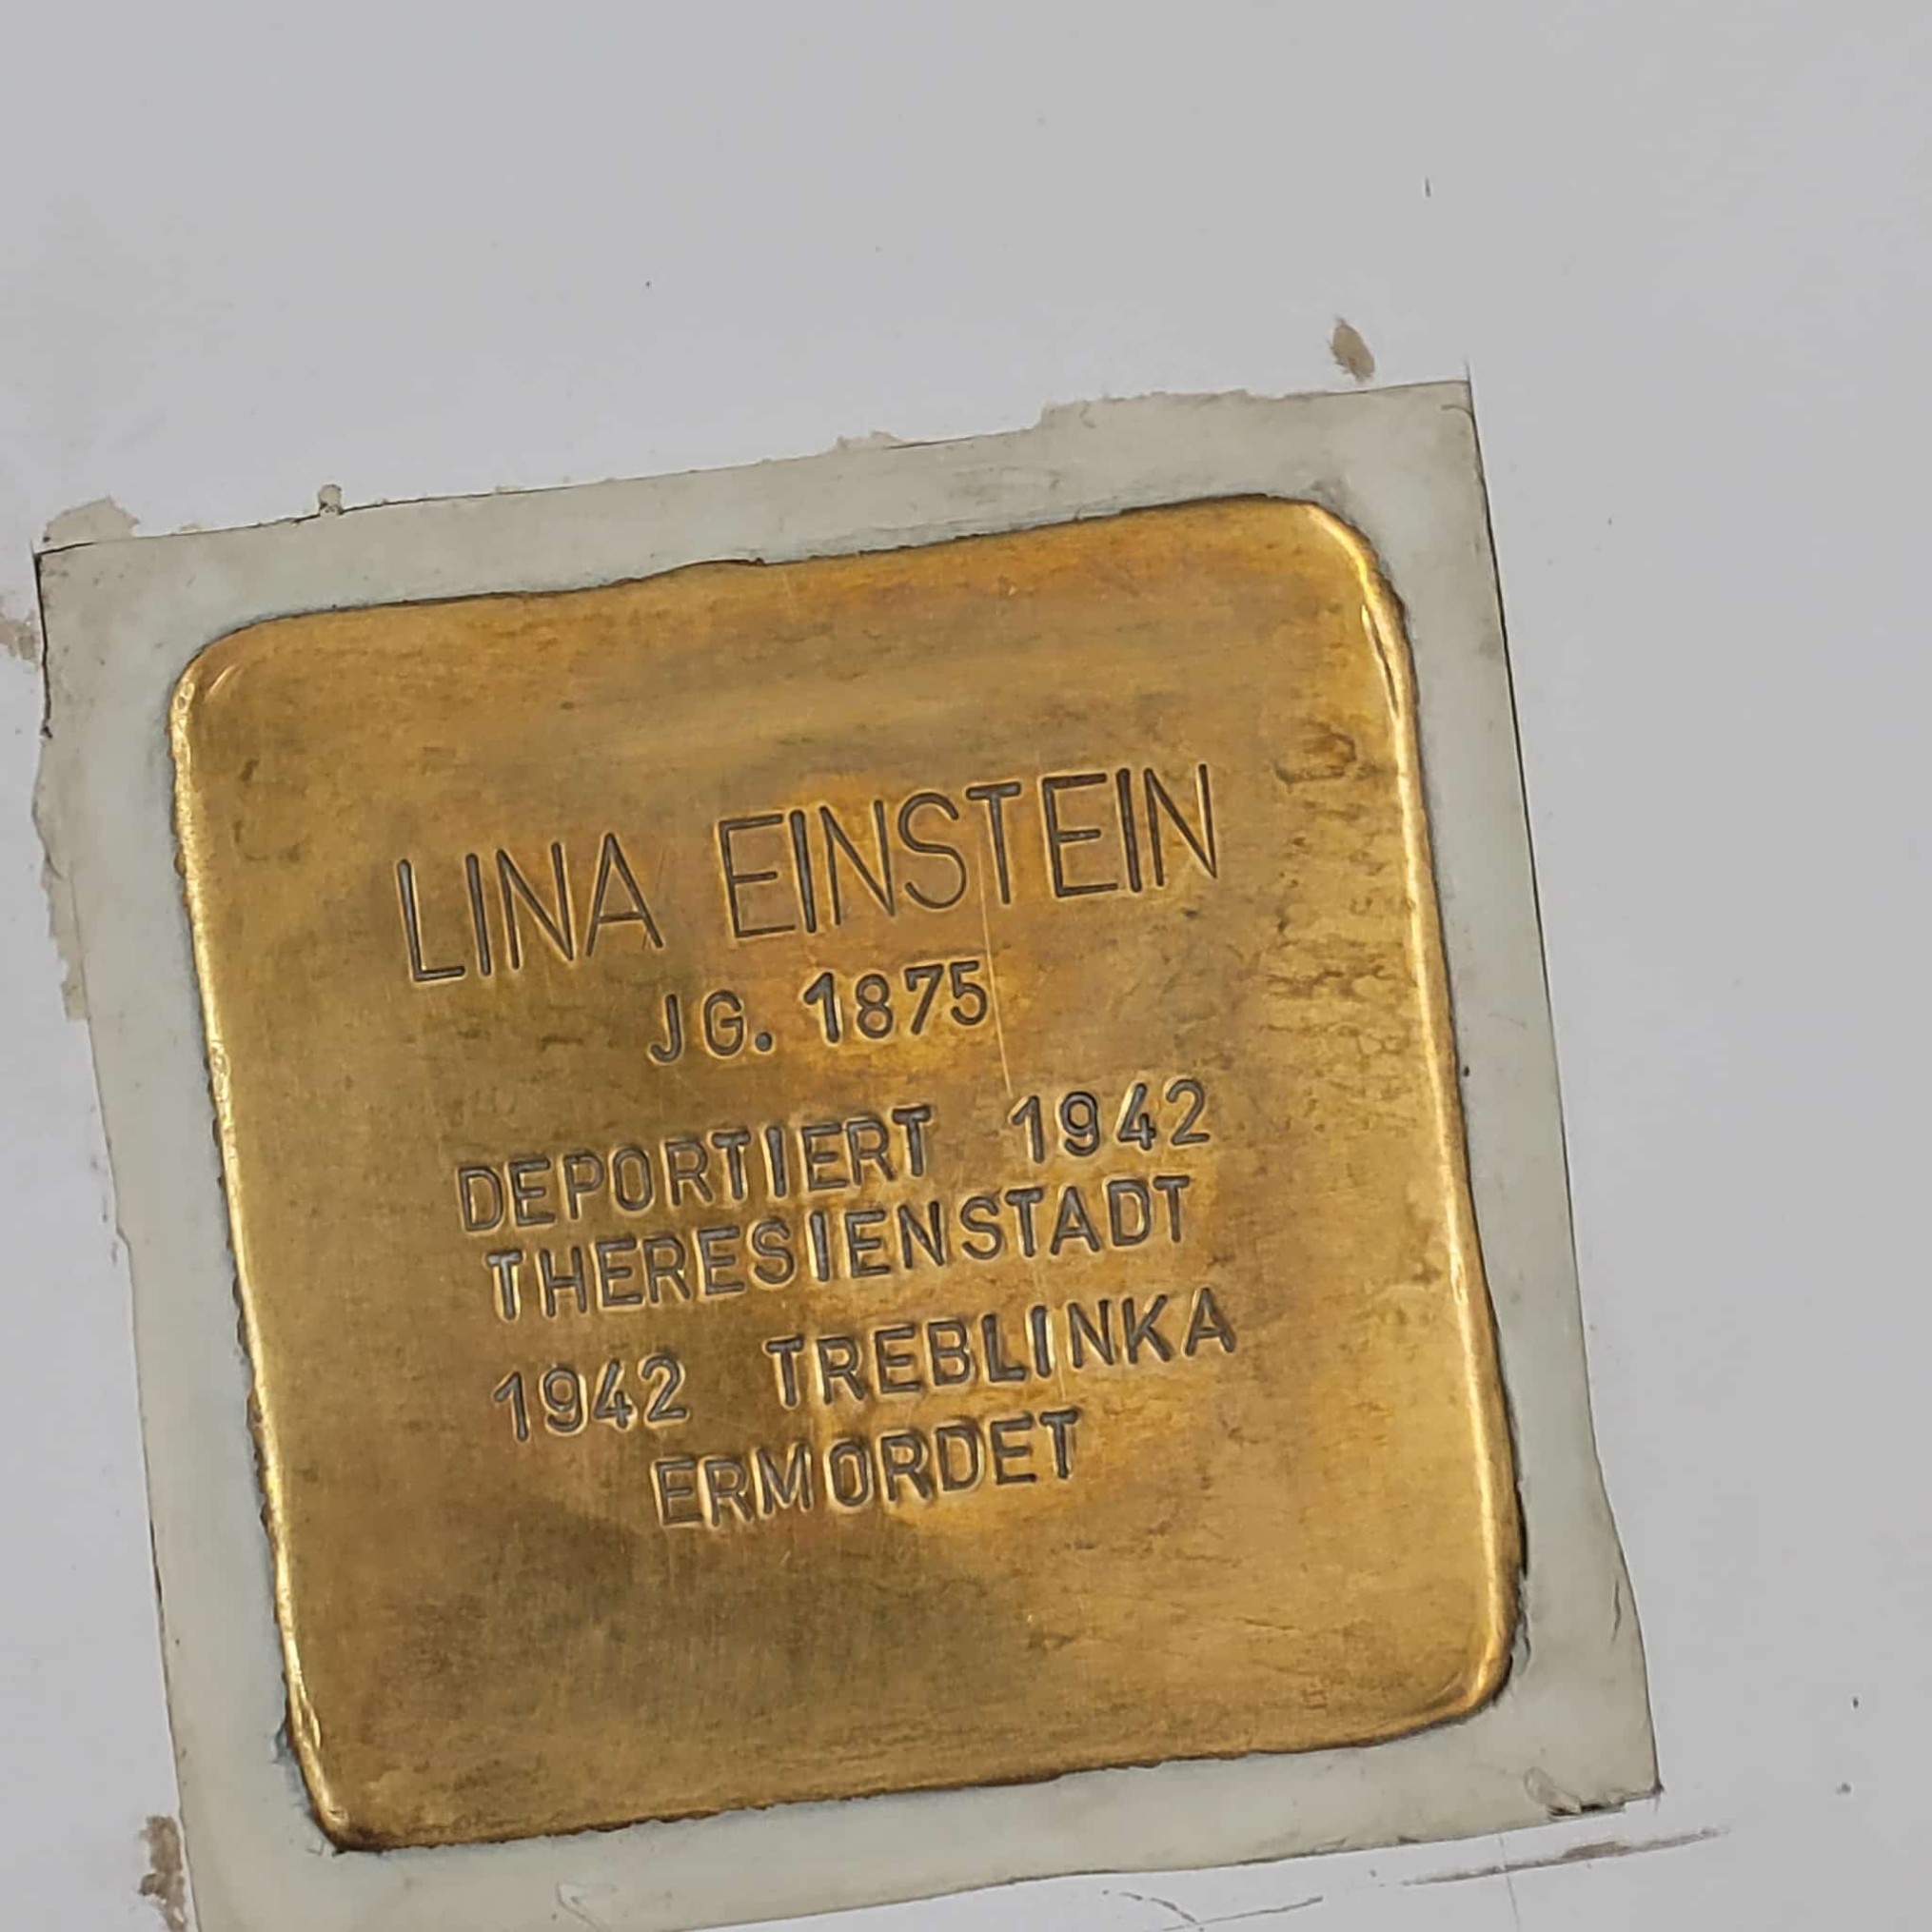 LINA EINSTEIN
JG. 1875
DEPORTIERT 1942
THERESIENSTADT
1942 TREBLINKA
ERMORDET